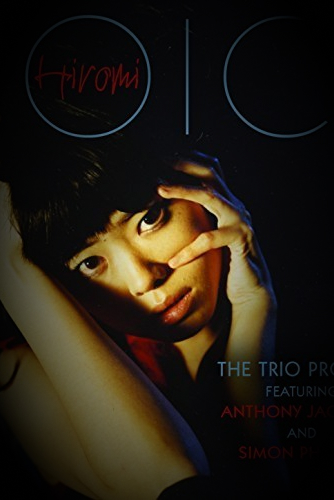 Hiromi
OIC
THE TRIO PRO
FEATURING
ANTHONY JA
AND
SIMON